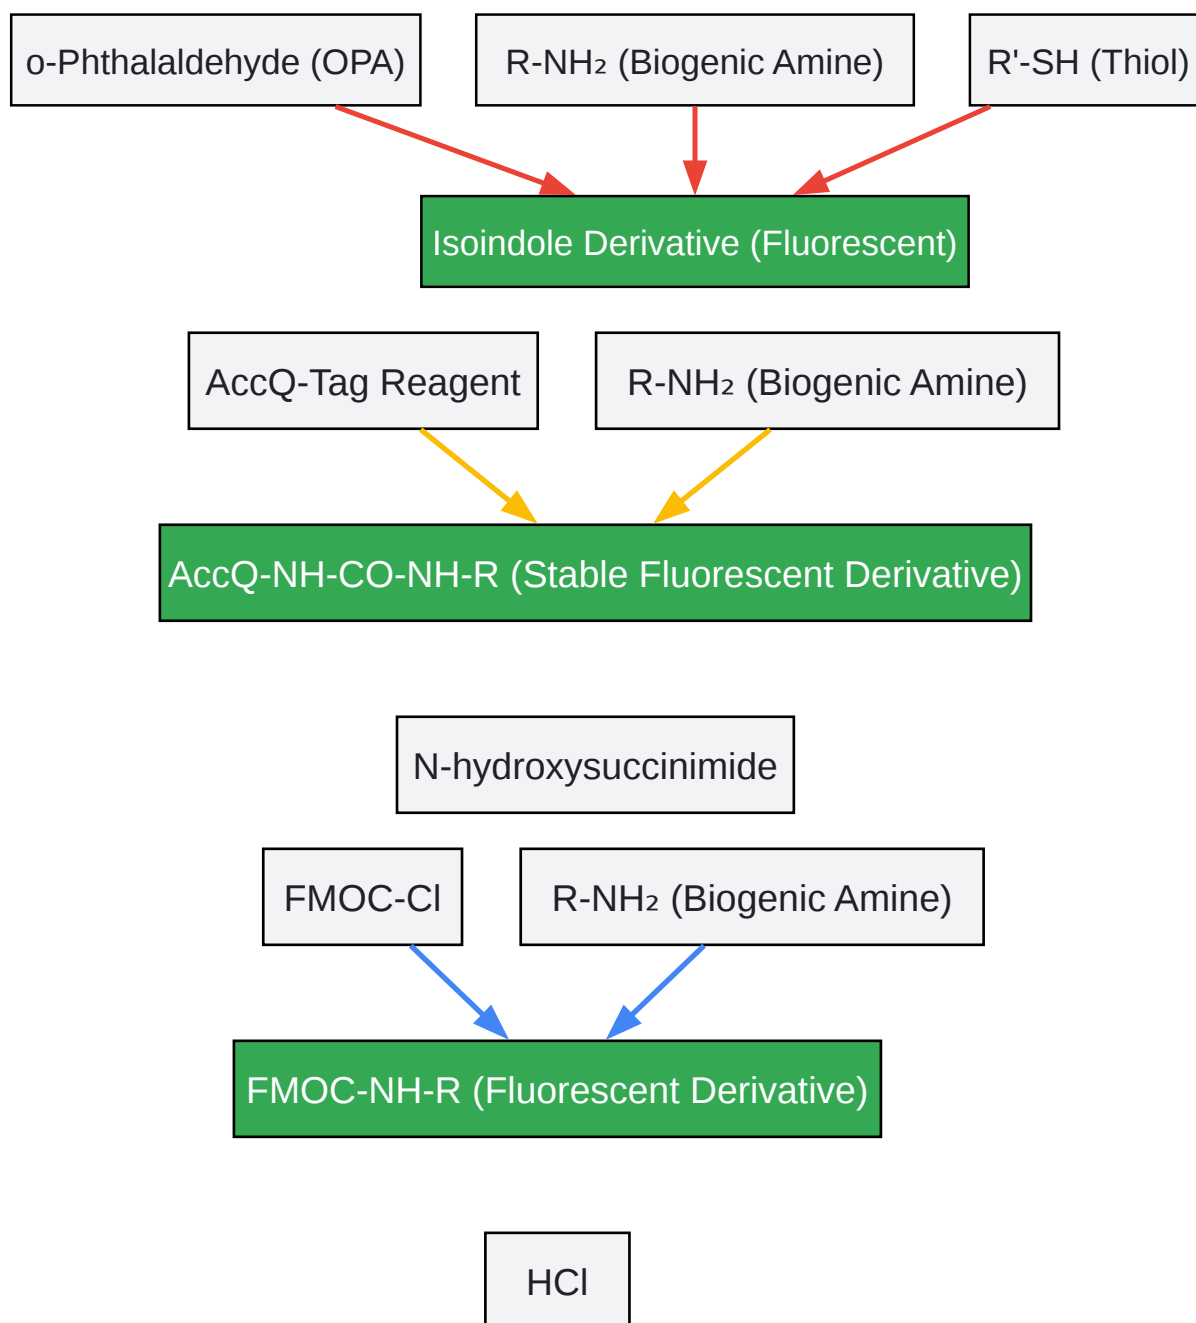 o-Phthalaldehyde (OPA)
R-NH₂ (Biogenic Amine)
R'-SH (Thiol)
Isoindole Derivative (Fluorescent)
AccQ-Tag Reagent
R-NH₂ (Biogenic Amine)
AccQ-NH-CO-NH-R (Stable Fluorescent Derivative)
N-hydroxysuccinimide
FMOC-Cl
R-NH₂ (Biogenic Amine)
FMOC-NH-R (Fluorescent Derivative)
HCl